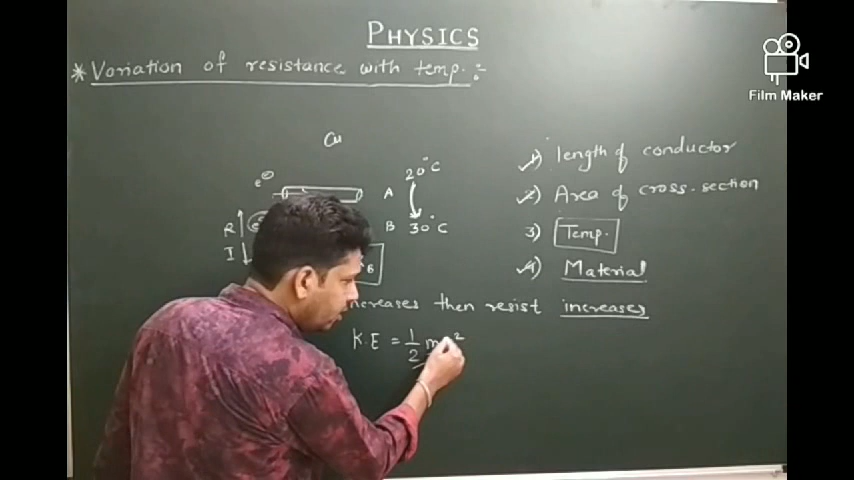 PHYSICS
* Variation of resistance with temp. :-
Film Maker
Cu
20°C
e⊖
A
B 30°C
R
I
1) length of conductor
2) Area of cross-section
3) Temp.
4) Material
increases then resist increases
K.E = 1/2 m 2